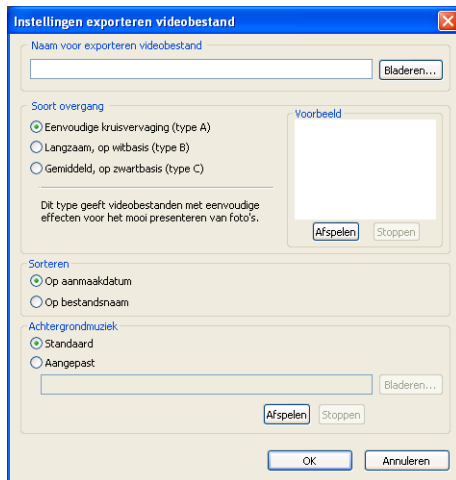 Instellingen exporteren videobestand
Naam voor exporteren videobestand
Bladeren...
Soort overgang
Eenvoudige kruisvervaging (type A)
Langzaam, op witbasis (type B)
Gemiddeld, op zwartbasis (type C)
Dit type geeft videobestanden met eenvoudige
effecten voor het mooi presenteren van foto's.
Voorbeeld
Afspelen
Stoppen
Sorteren
Op aanmaakdatum
Op bestandsnaam
Achtergrondmuziek
Standaard
Aangepast
Bladeren...
Afspelen
Stoppen
OK
Annuleren